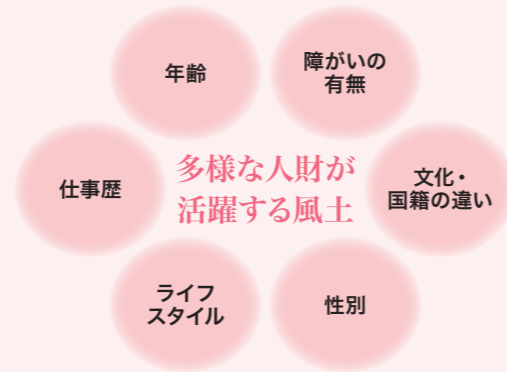 年齢
障がいの
有無
仕事歴
多様な人財が
活躍する風土
文化・
国籍の違い
ライフ
スタイル
性別